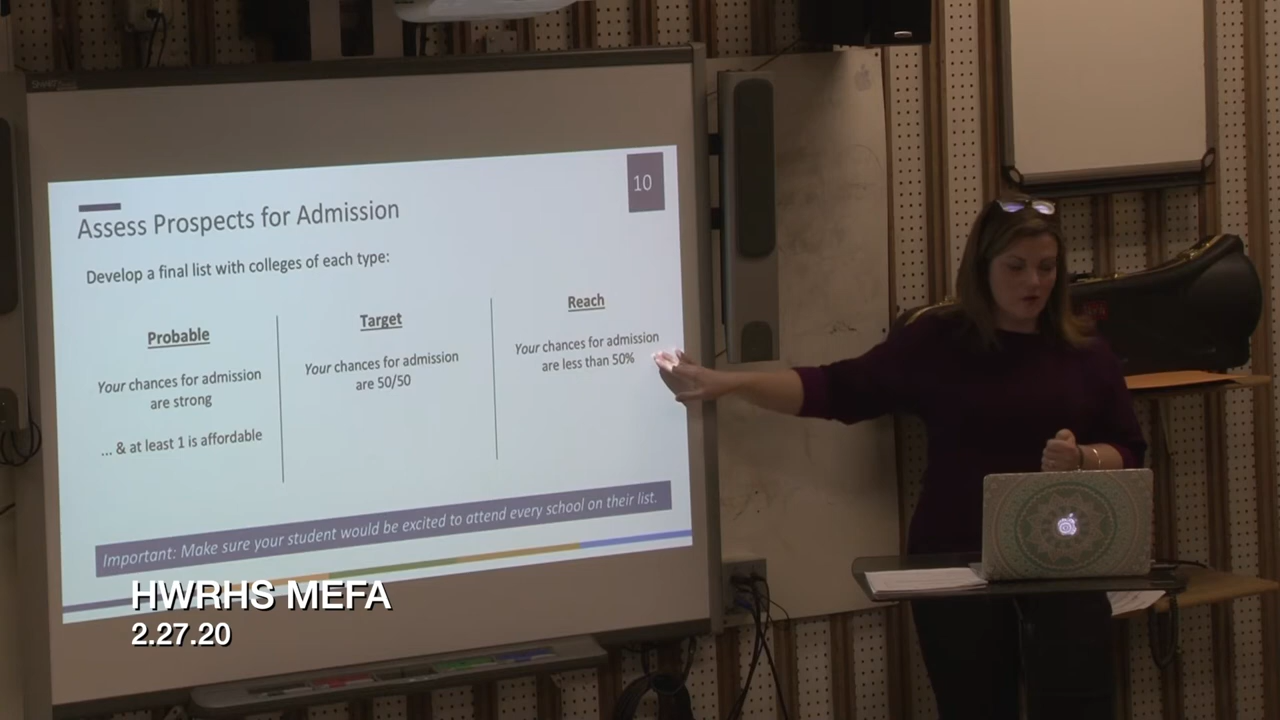 10
Assess Prospects for Admission
Develop a final list with colleges of each type:
Probable
Your chances for admission
are strong
... & at least 1 is affordable
Target
Your chances for admission
are 50/50
Reach
Your chances for admission
are less than 50%
Important: Make sure your student would be excited to attend every school on their list.
HWRHS MEFA
2.27.20